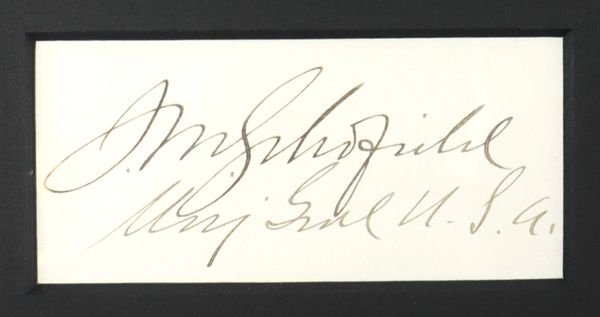 J. M. Schofield
Maj. Genl U. S. A.